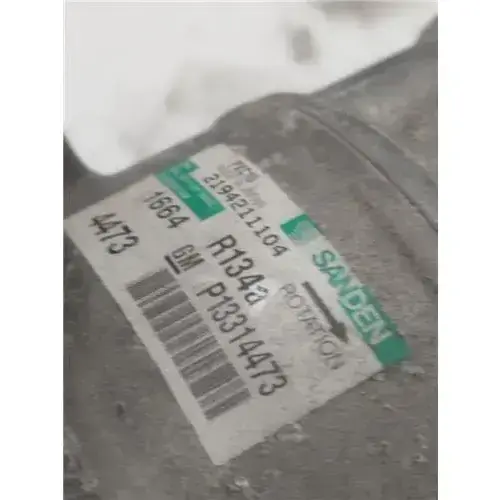 SANDEN
ROTATION
2194211104
R134a
1664
GM P13314473
4473